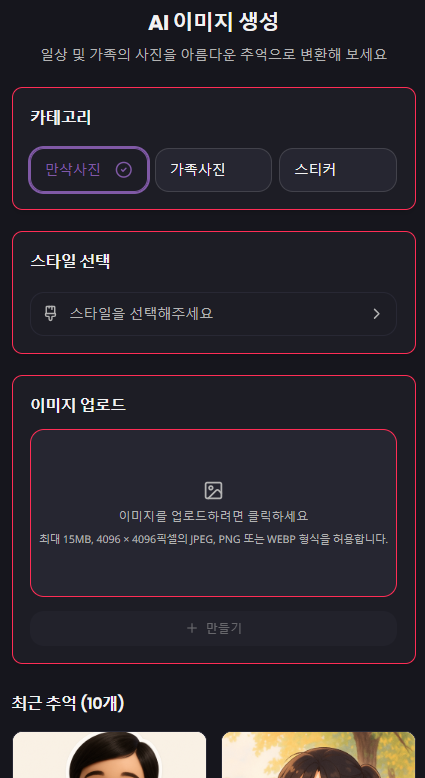 AI 이미지 생성
일상 및 가족의 사진을 아름다운 추억으로 변환해 보세요
카테고리
만삭사진 가족사진 스티커
스타일 선택
스타일을 선택해주세요
이미지 업로드
이미지를 업로드하려면 클릭하세요
최대 15MB, 4096 × 4096픽셀의 JPEG, PNG 또는 WEBP 형식을 허용합니다.
만들기
최근 추억 (10개)